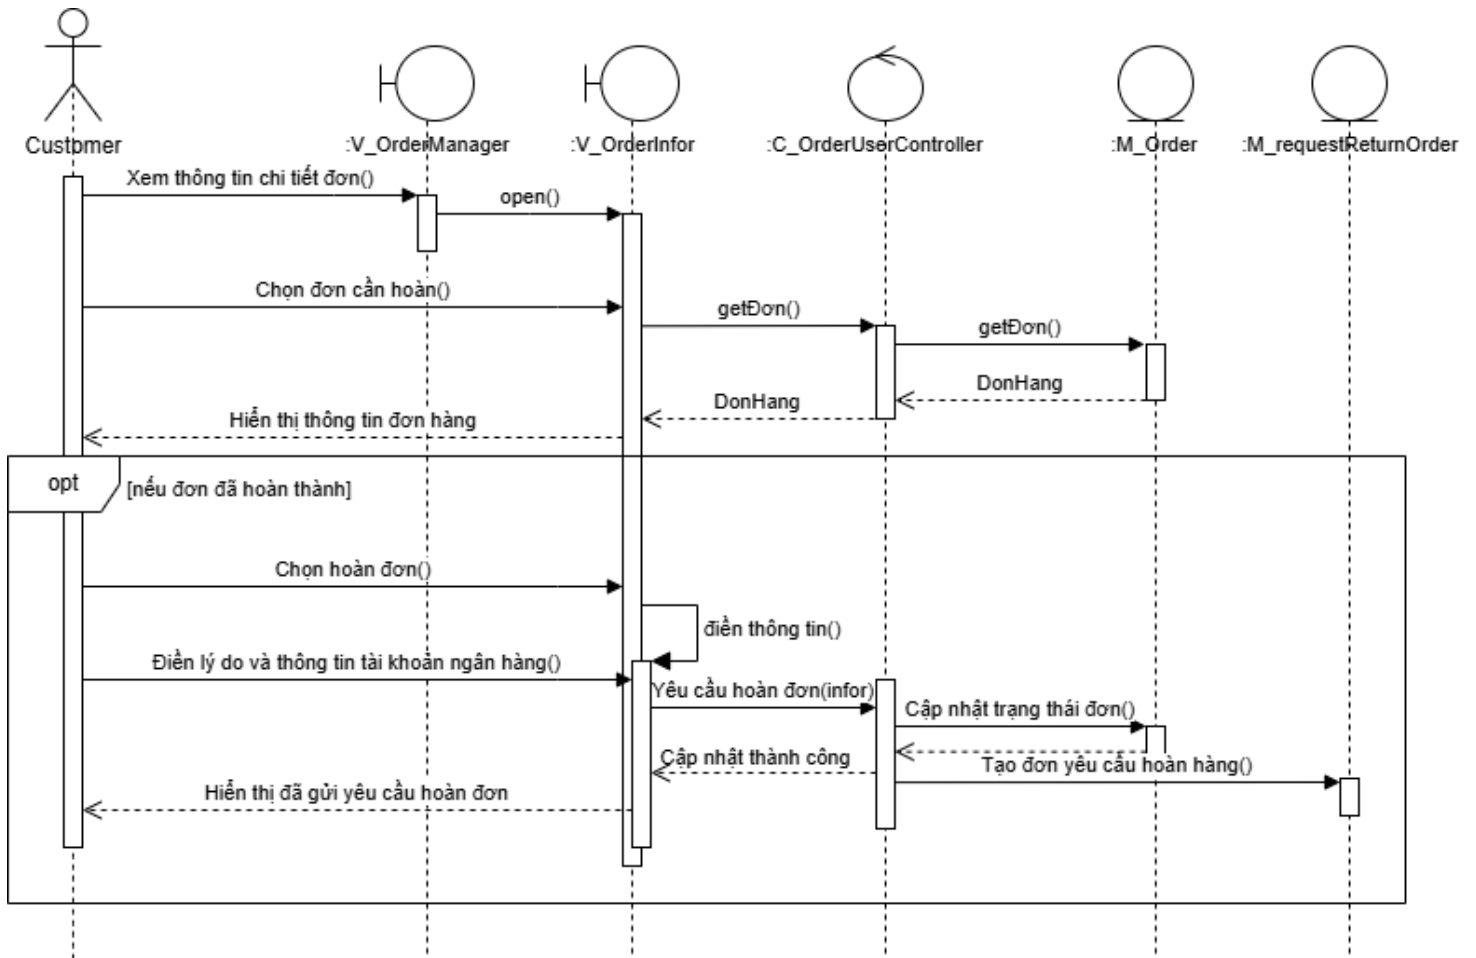 Customer
:V_OrderManager
:V_OrderInfor
:C_OrderUserController
:M_Order
:M_requestReturnOrder
Xem thông tin chi tiết đơn()
open()
Chọn đơn cần hoàn()
getĐơn()
getĐơn()
DonHang
DonHang
Hiển thị thông tin đơn hàng
opt
[nếu đơn đã hoàn thành]
Chọn hoàn đơn()
điền thông tin()
Điền lý do và thông tin tài khoản ngân hàng()
Yêu cầu hoàn đơn(infor)
Cập nhật trạng thái đơn()
Cập nhật thành công
Tạo đơn yêu cầu hoàn hàng()
Hiển thị đã gửi yêu cầu hoàn đơn